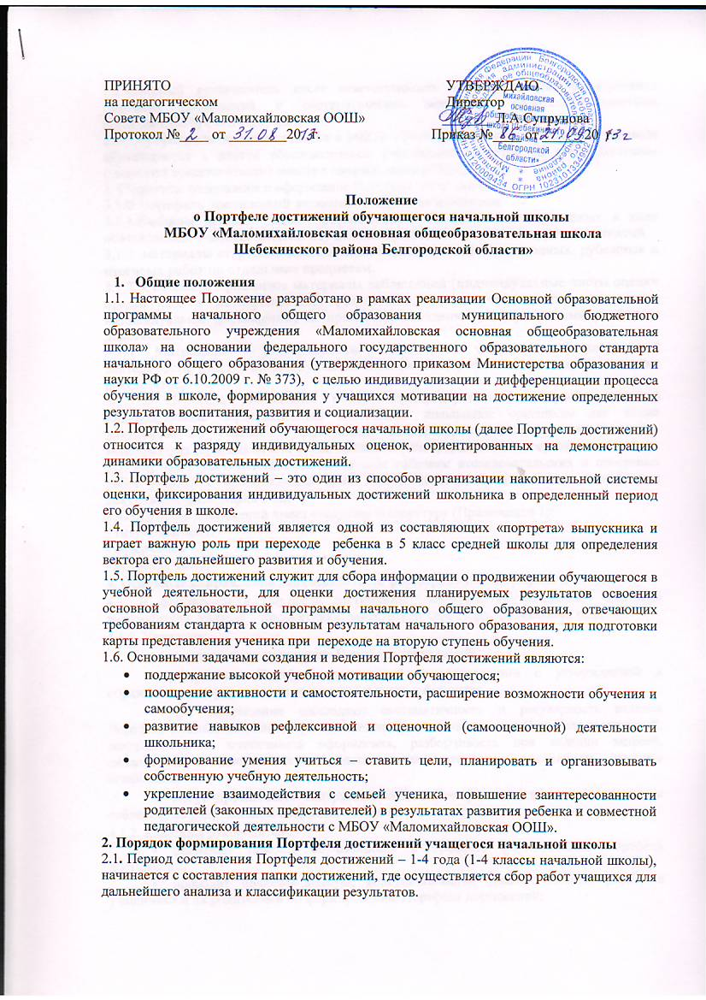 ПРИНЯТО
на педагогическом
Совете МБОУ «Маломихайловская ООШ»
Протокол № 2 от 31.08 2013г.
УТВЕРЖДАЮ
Директор
Л.А.Супрунова
Приказ № 86 от 21.09 20 13 г
Маломихайловская
основная
общеобразовательная
школа Шебекинского
района
Белгородской
области»
ОГРН
Положение
о Портфеле достижений обучающегося начальной школы
МБОУ «Маломихайловская основная общеобразовательная школа
Шебекинского района Белгородской области»
1. Общие положения
1.1. Настоящее Положение разработано в рамках реализации Основной образовательной
программы начального общего образования муниципального бюджетного
образовательного учреждения «Маломихайловская основная общеобразовательная
школа» на основании федерального государственного образовательного стандарта
начального общего образования (утвержденного приказом Министерства образования и
науки РФ от 6.10.2009 г. № 373), с целью индивидуализации и дифференциации процесса
обучения в школе, формирования у учащихся мотивации на достижение определенных
результатов воспитания, развития и социализации.
1.2. Портфель достижений обучающегося начальной школы (далее Портфель достижений)
относится к разряду индивидуальных оценок, ориентированных на демонстрацию
динамики образовательных достижений.
1.3. Портфель достижений – это один из способов организации накопительной системы
оценки, фиксирования индивидуальных достижений школьника в определенный период
его обучения в школе.
1.4. Портфель достижений является одной из составляющих «портрета» выпускника и
играет важную роль при переходе ребенка в 5 класс средней школы для определения
вектора его дальнейшего развития и обучения.
1.5. Портфель достижений служит для сбора информации о продвижении обучающегося в
учебной деятельности, для оценки достижения планируемых результатов освоения
основной образовательной программы начального общего образования, отвечающих
требованиям стандарта к основным результатам начального образования, для подготовки
карты представления ученика при переходе на вторую ступень обучения.
1.6. Основными задачами создания и ведения Портфеля достижений являются:
• поддержание высокой учебной мотивации обучающегося;
• поощрение активности и самостоятельности, расширение возможности обучения и
самообучения;
• развитие навыков рефлексивной и оценочной (самооценочной) деятельности
школьника;
• формирование умения учиться – ставить цели, планировать и организовывать
собственную учебную деятельность;
• укрепление взаимодействия с семьей ученика, повышение заинтересованности
родителей (законных представителей) в результатах развития ребенка и совместной
педагогической деятельности с МБОУ «Маломихайловская ООШ».
2. Порядок формирования Портфеля достижений учащегося начальной школы
2.1. Период составления Портфеля достижений – 1-4 года (1-4 классы начальной школы),
начинается с составления папки достижений, где осуществляется сбор работ учащихся для
дальнейшего анализа и классификации результатов.